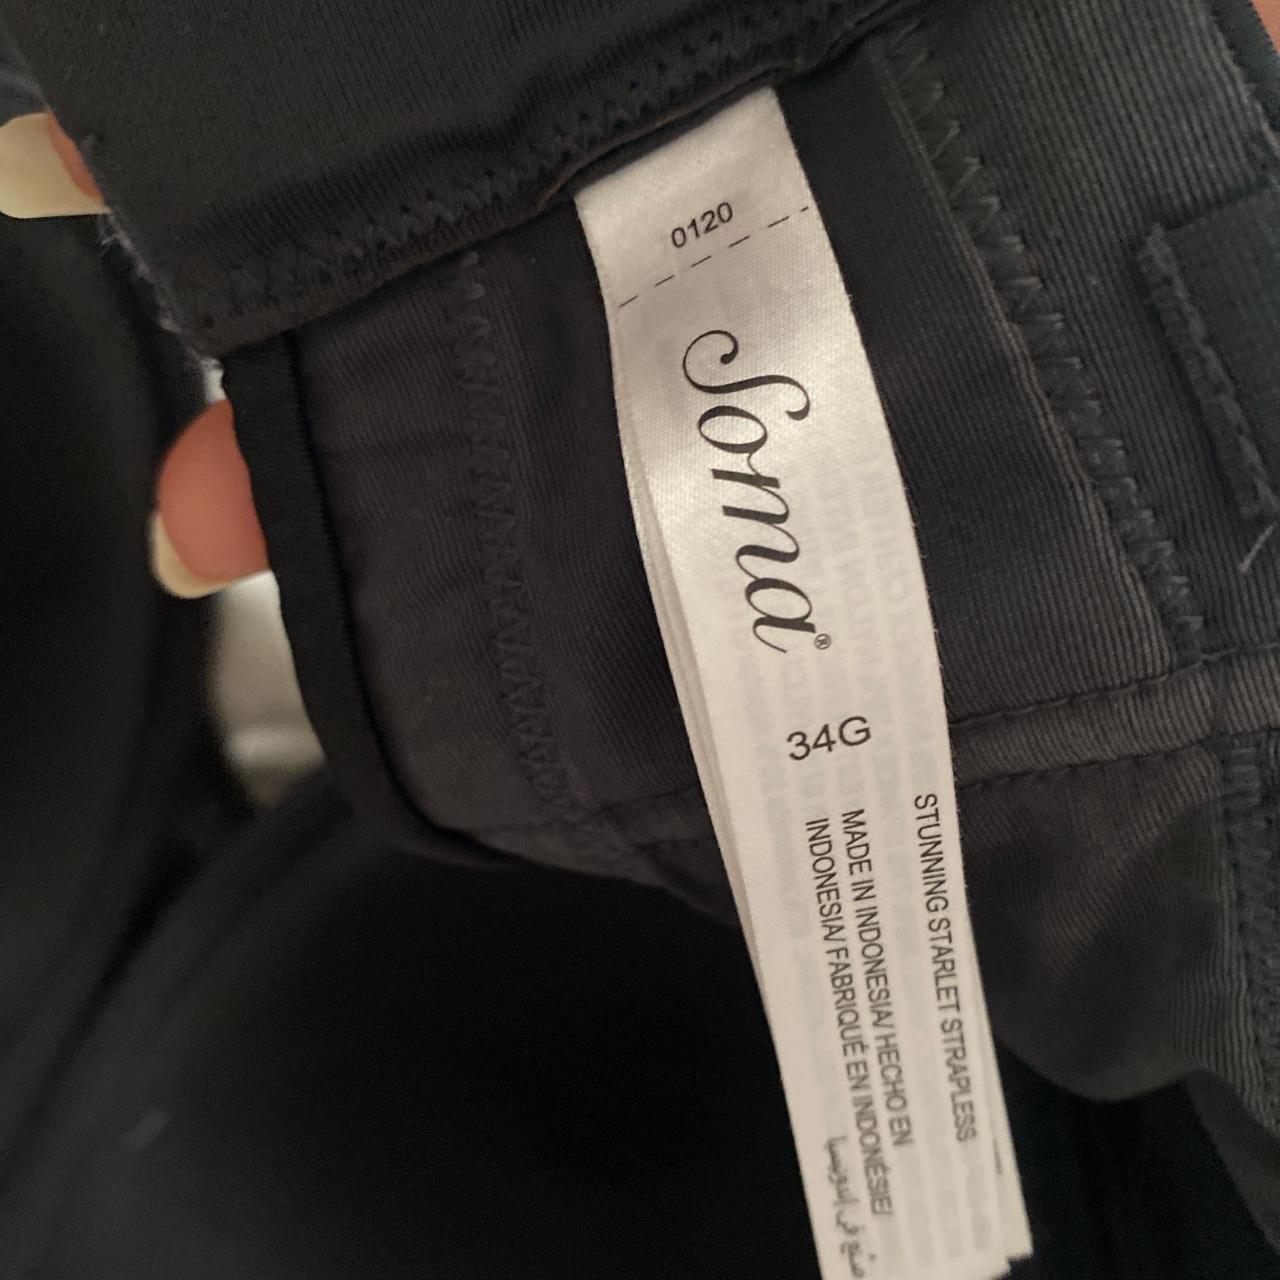 0120
Soma®
34G
STUNNING STARLET STRAPLESS
MADE IN INDONESIA/ HECHO EN
INDONESIA/ FABRIQUÉ EN INDONÉSIE/
صنع في إندونيسيا